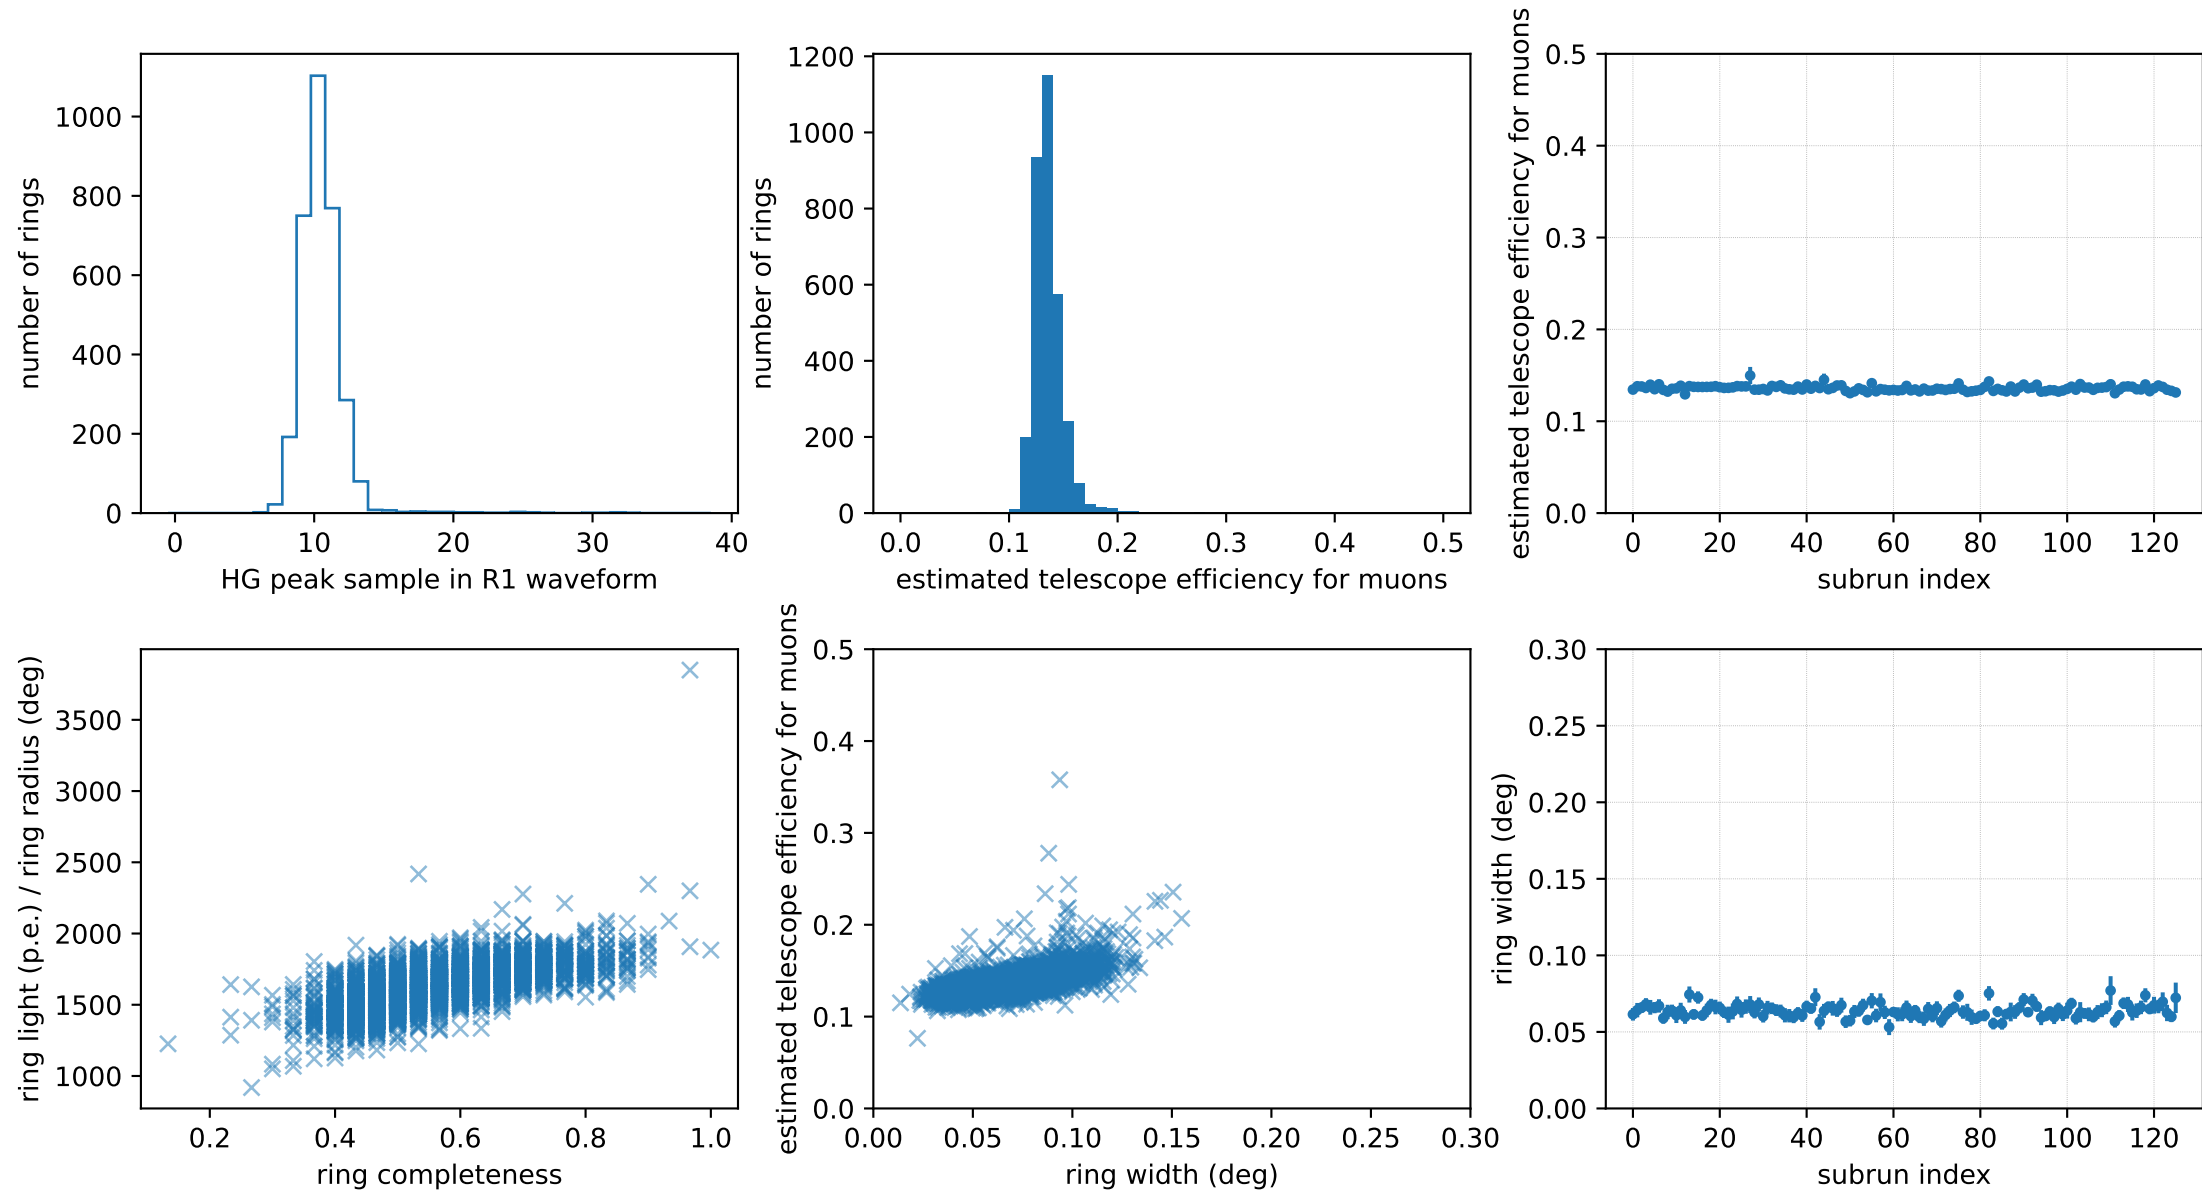 number of rings
1000
800
600
400
200
0
0 10 20 30 40
HG peak sample in R1 waveform
number of rings
1200
1000
800
600
400
200
0
0.0 0.1 0.2 0.3 0.4 0.5
estimated telescope efficiency for muons
estimated telescope efficiency for muons
0.5
0.4
0.3
0.2
0.1
0.0
0 20 40 60 80 100 120
subrun index
ring light (p.e.) / ring radius (deg)
3500
3000
2500
2000
1500
1000
0.2 0.4 0.6 0.8 1.0
ring completeness
estimated telescope efficiency for muons
0.5
0.4
0.3
0.2
0.1
0.0
0.00 0.05 0.10 0.15 0.20 0.25 0.30
ring width (deg)
ring width (deg)
0.30
0.25
0.20
0.15
0.10
0.05
0.00
0 20 40 60 80 100 120
subrun index